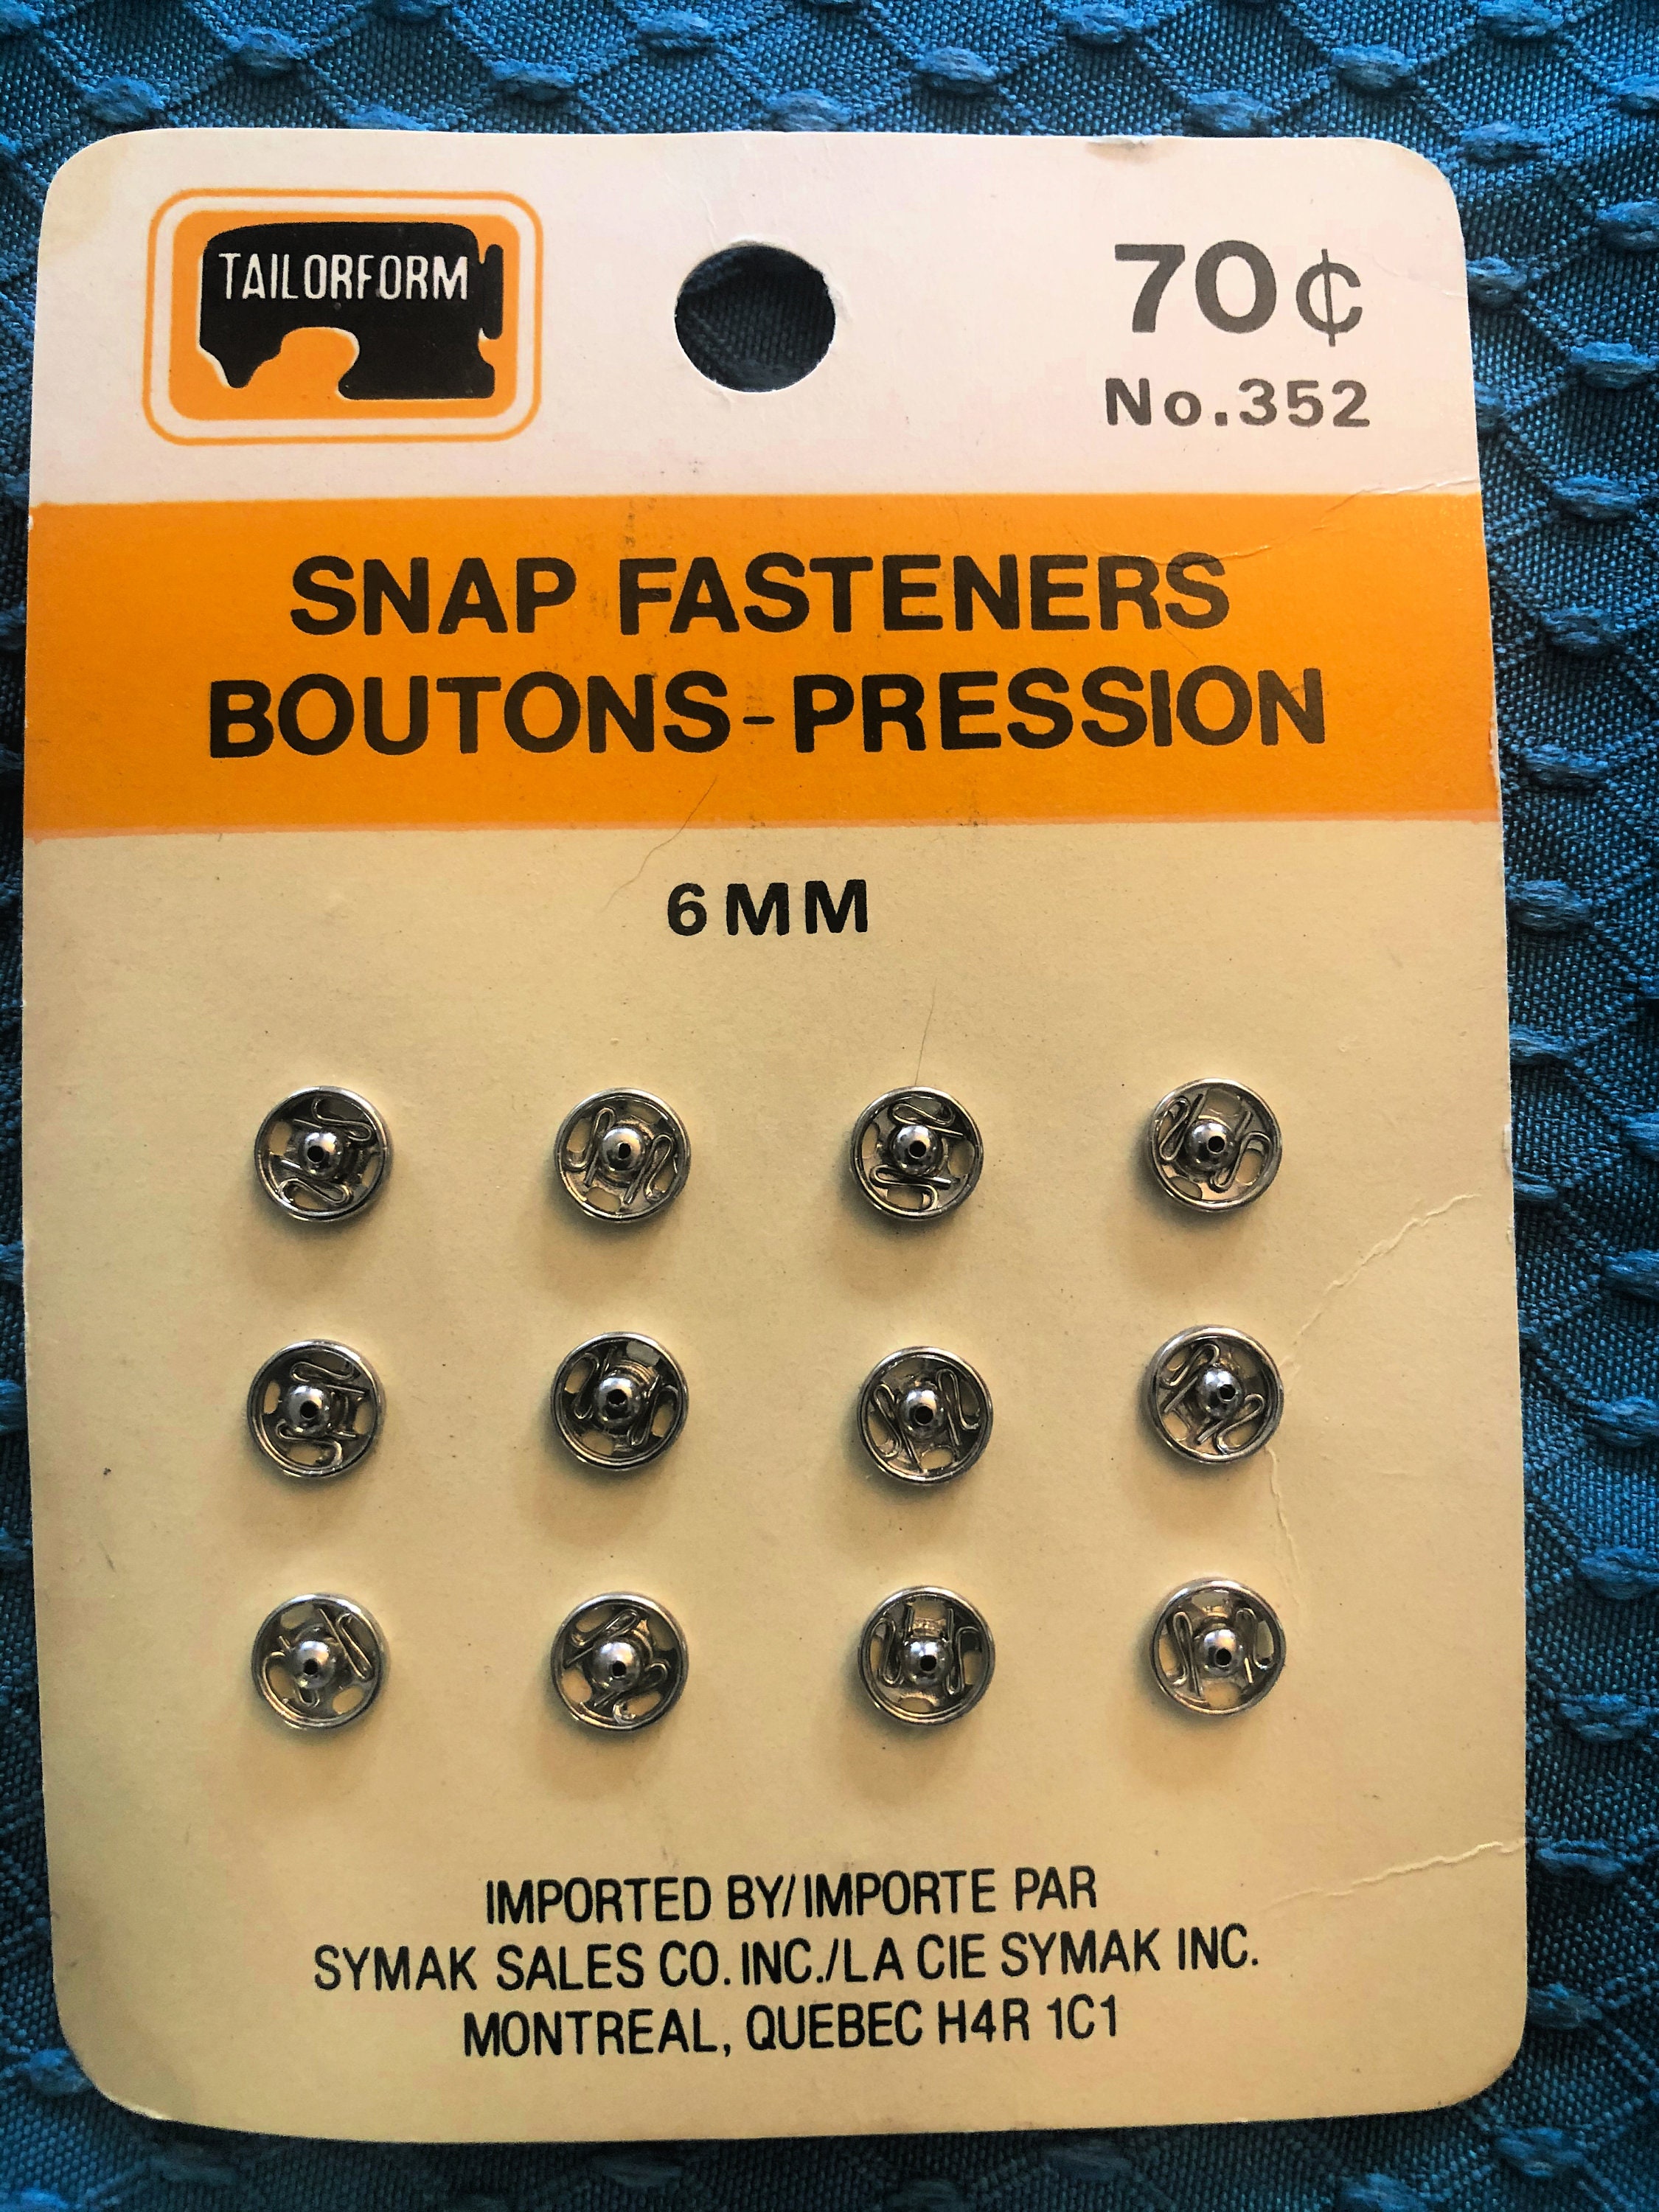 TAILORFORM
70¢
No.352
SNAP FASTENERS
BOUTONS-PRESSION
6MM
IMPORTED BY/IMPORTE PAR
SYMAK SALES CO. INC./LA CIE SYMAK INC.
MONTREAL, QUEBEC H4R 1C1